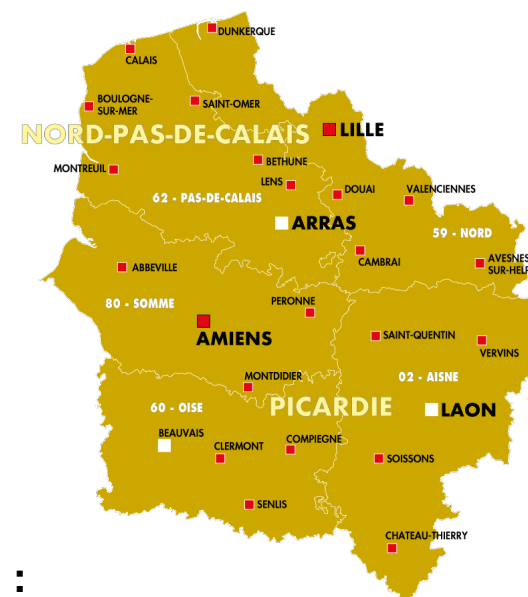 DUNKERQUE
CALAIS
BOULOGNE-
SUR-MER
SAINT-OMER
NORD-PAS-DE-CALAIS
LILLE
MONTREUIL
BETHUNE
LENS
62 - PAS-DE-CALAIS
DOUAI
VALENCIENNES
ARRAS
59 - NORD
CAMBRAI
AVESNES
SUR-HELP
ABBEVILLE
80 - SOMME
PERONNE
AMIENS
SAINT-QUENTIN
VERVINS
MONTDIDIER
02 - AISNE
60 - OISE
PICARDIE
LAON
BEAUVAIS
CLERMONT
COMPIEGNE
SOISSONS
SENLIS
CHATEAU-THIERRY